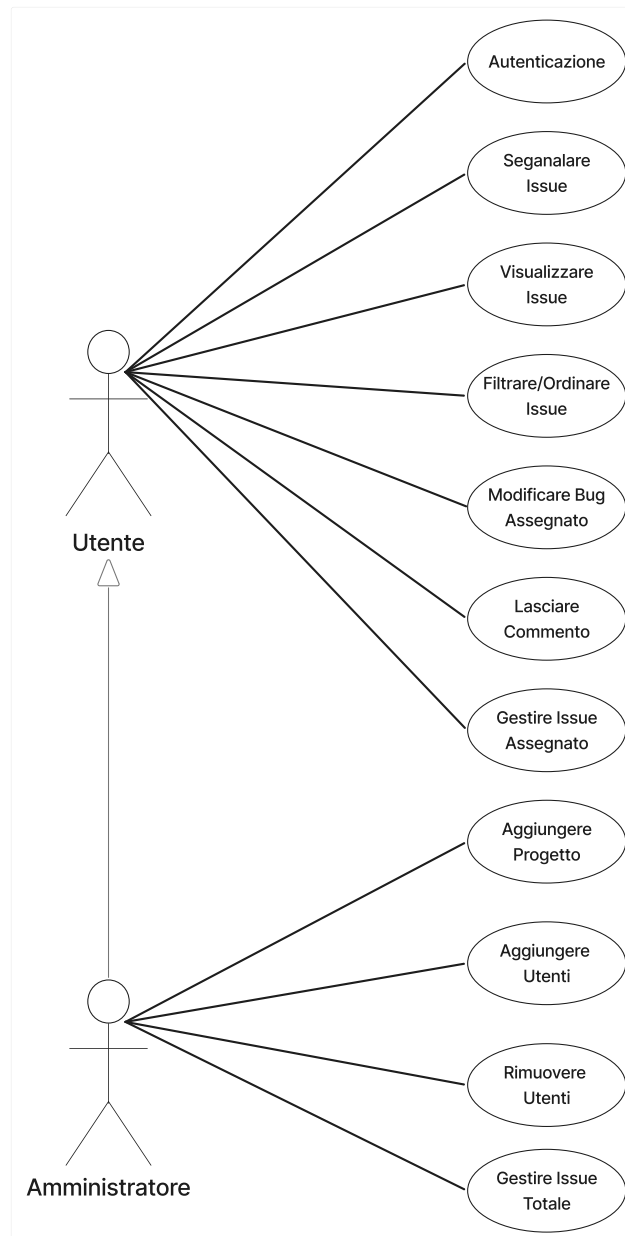 Autenticazione
Seganalare
Issue
Visualizzare
Issue
Filtrare/Ordinare
Issue
Modificare Bug
Assegnato
Utente
Lasciare
Commento
Gestire Issue
Assegnato
Aggiungere
Progetto
Aggiungere
Utenti
Rimuovere
Utenti
Amministratore
Gestire Issue
Totale